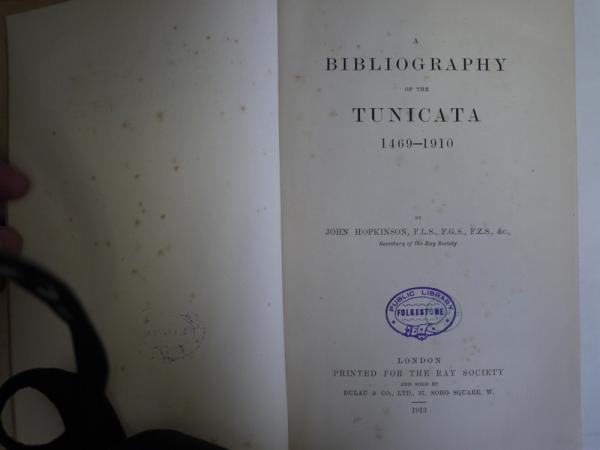 A
BIBLIOGRAPHY
OF THE
TUNICATA
1469—1910
BY
JOHN HOPKINSON, F.L.S., F.G.S., F.Z.S., &c.,
Secretary of the Ray Society
PUBLIC LIBRARY
FOLKESTONE
LONDON
PRINTED FOR THE RAY SOCIETY
AND SOLD BY
DULAU & CO., LTD., 37, SOHO SQUARE, W.
1913